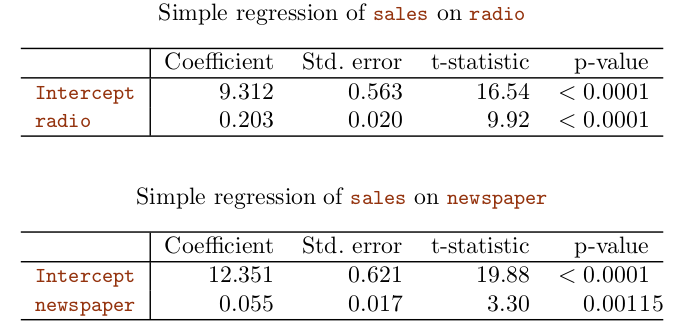 Simple regression of sales on radio
Coefficient Std. error t-statistic p-value
Intercept 9.312 0.563 16.54 < 0.0001
radio 0.203 0.020 9.92 < 0.0001
Simple regression of sales on newspaper
Coefficient Std. error t-statistic p-value
Intercept 12.351 0.621 19.88 < 0.0001
newspaper 0.055 0.017 3.30 0.00115